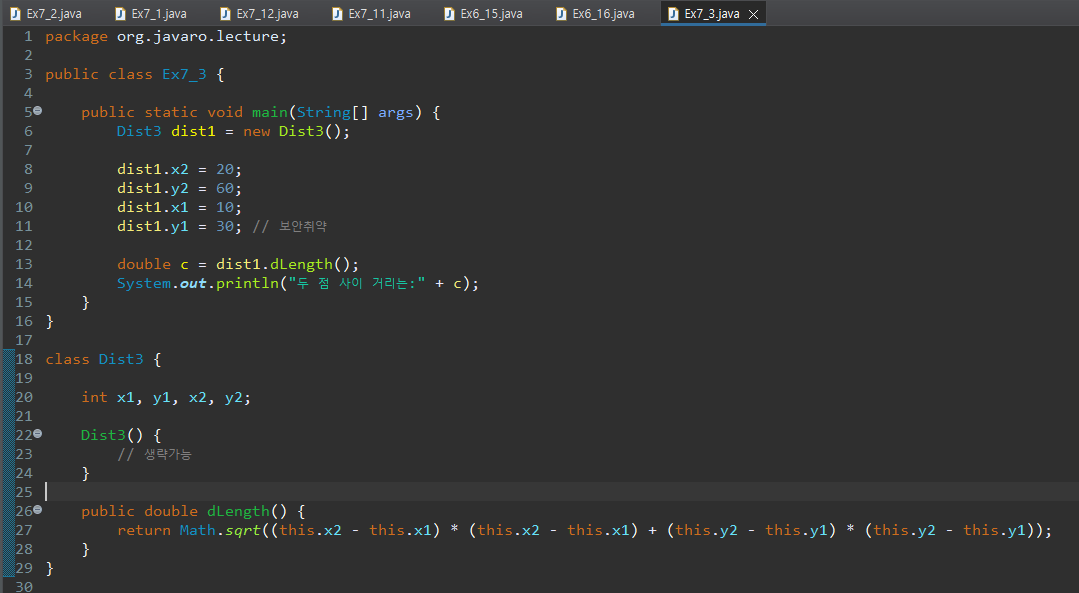 Ex7_2.java Ex7_1.java Ex7_12.java Ex7_11.java Ex6_15.java Ex6_16.java Ex7_3.java
1 package org.javaro.lecture;
2
3 public class Ex7_3 {
4
5 public static void main(String[] args) {
6 Dist3 dist1 = new Dist3();
7
8 dist1.x2 = 20;
9 dist1.y2 = 60;
10 dist1.x1 = 10;
11 dist1.y1 = 30; // 보안취약
12
13 double c = dist1.dLength();
14 System.out.println("두 점 사이 거리는:" + c);
15 }
16 }
17
18 class Dist3 {
19
20 int x1, y1, x2, y2;
21
22 Dist3() {
23 // 생략가능
24 }
25
26 public double dLength() {
27 return Math.sqrt((this.x2 - this.x1) * (this.x2 - this.x1) + (this.y2 - this.y1) * (this.y2 - this.y1));
28 }
29 }
30